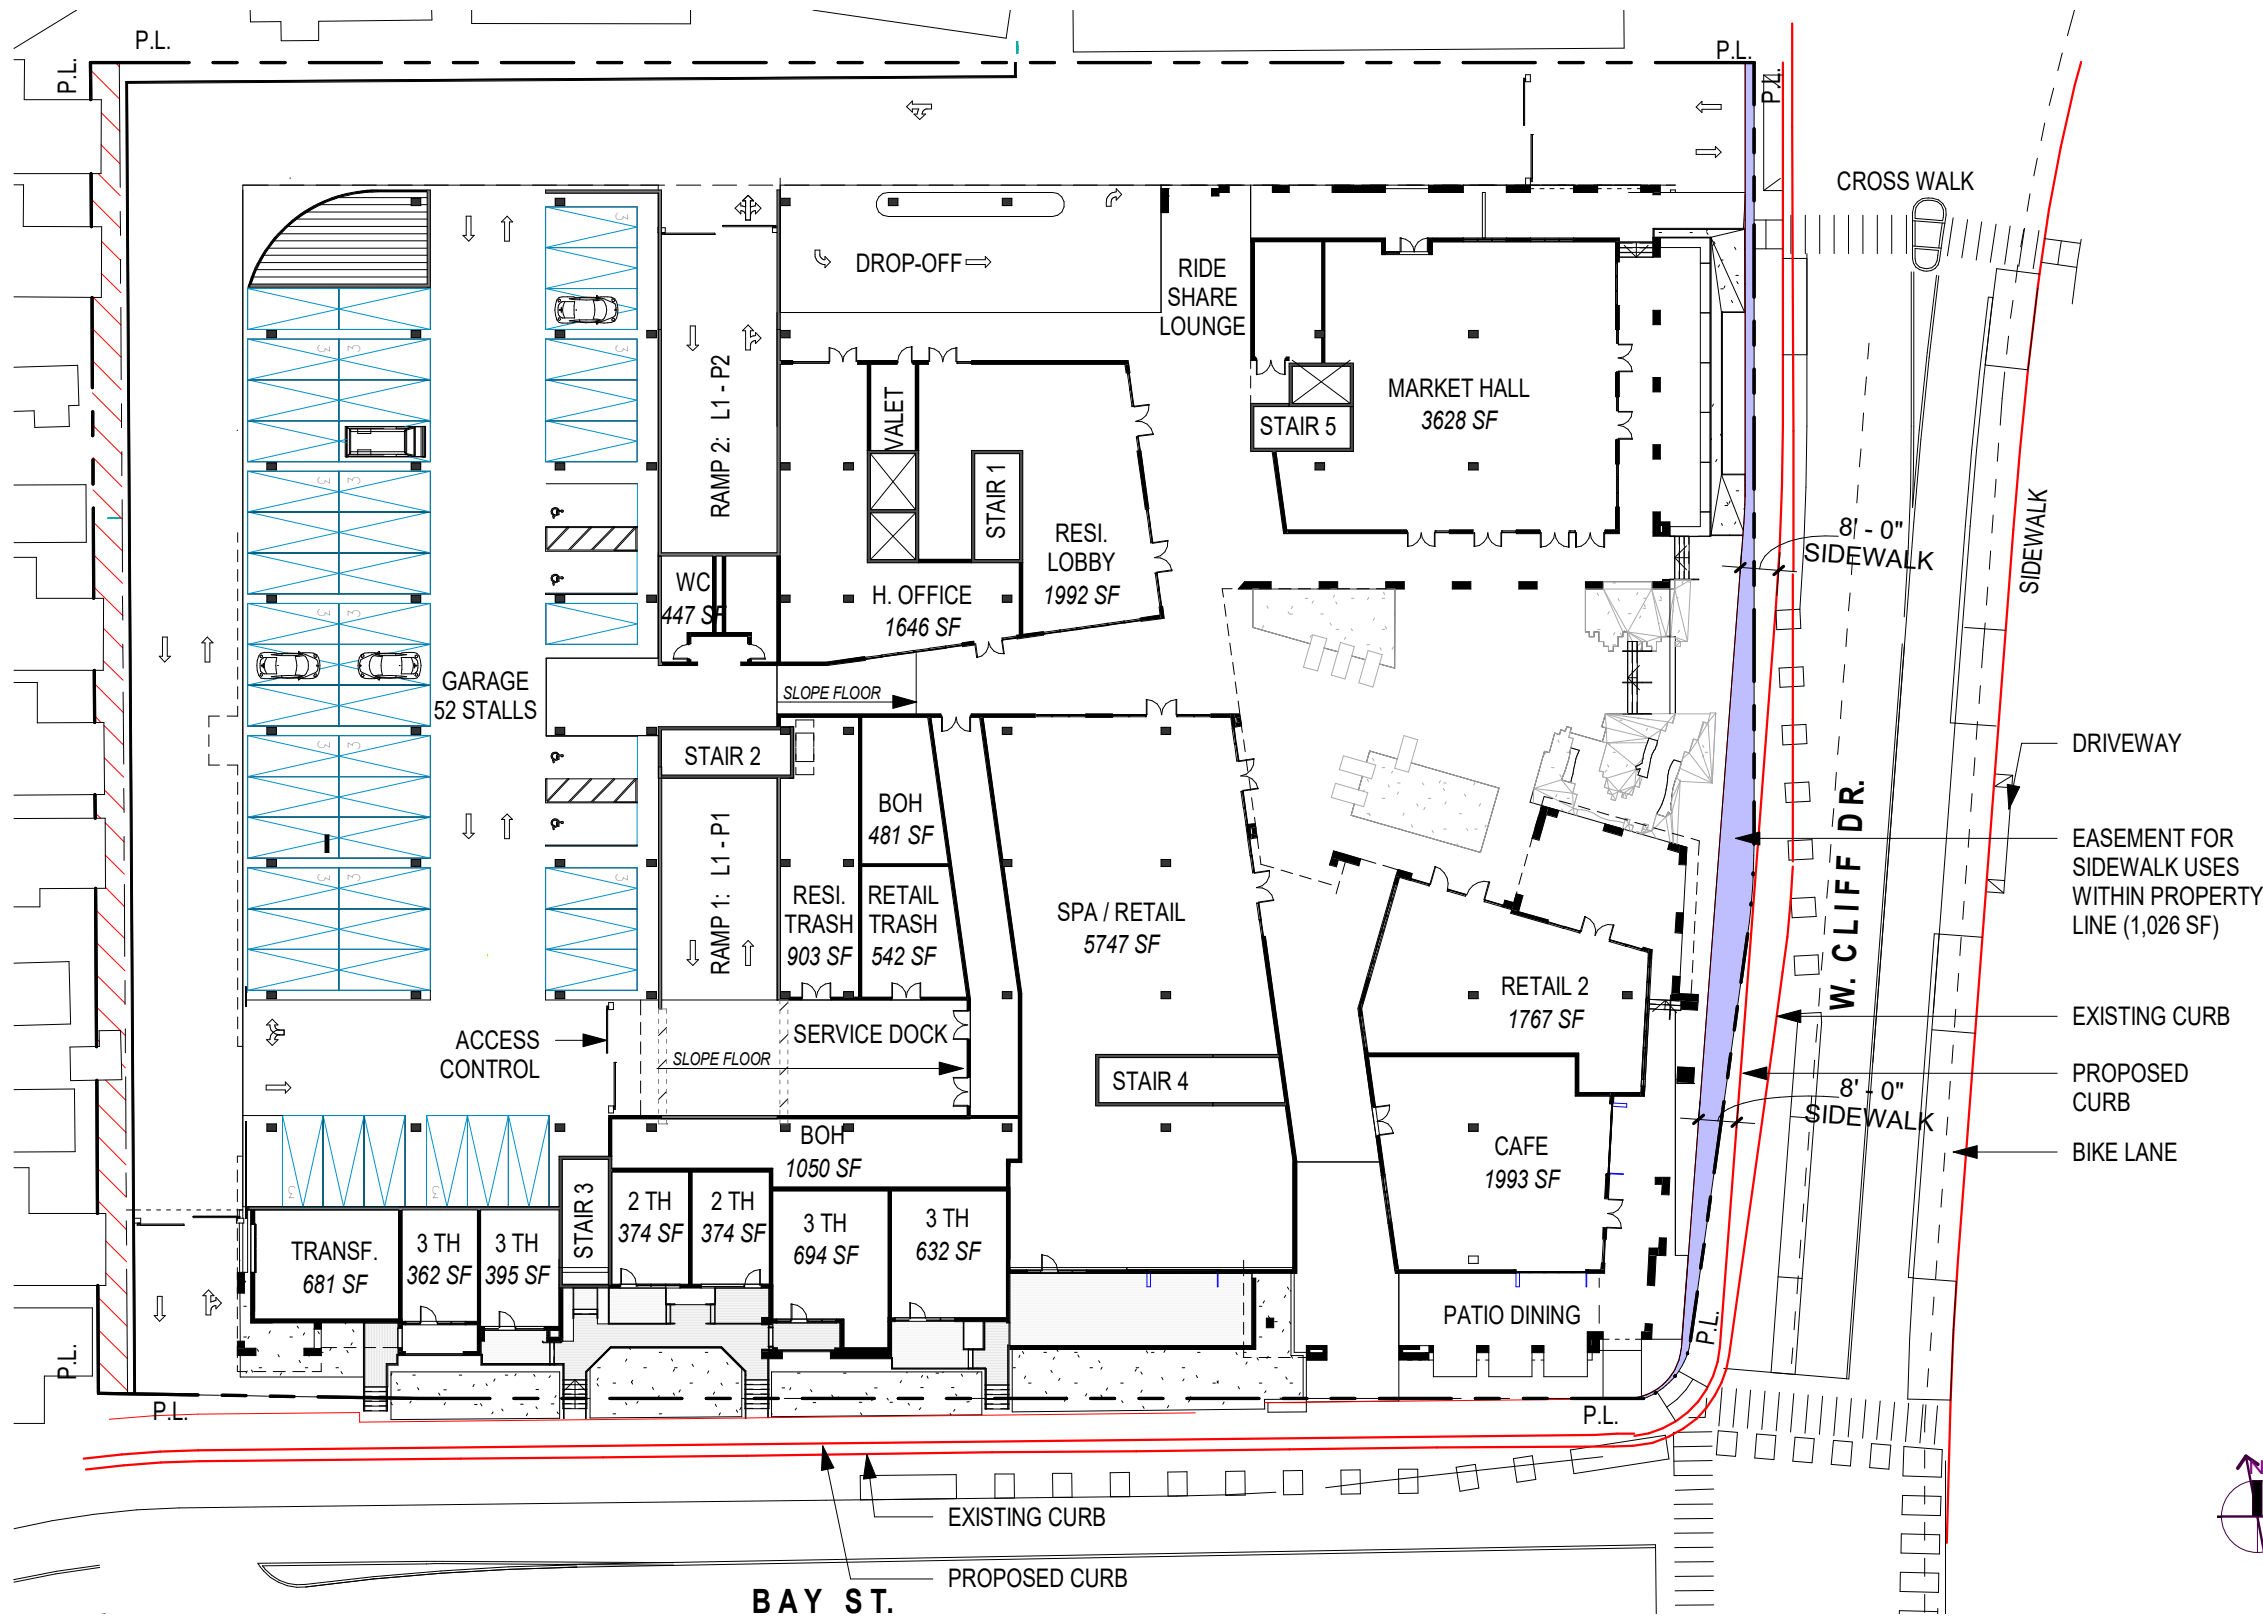 P.L.
P.L.
P.L.
P.L.
CROSS WALK
DROP-OFF
RIDE
SHARE
LOUNGE
RAMP 2: L1 - P2
VALET
MARKET HALL
3628 SF
STAIR 5
STAIR 1
RESI.
LOBBY
1992 SF
8' - 0"
SIDEWALK
SIDEWALK
WC
447 SF
H. OFFICE
1646 SF
GARAGE
52 STALLS
SLOPE FLOOR
STAIR 2
DRIVEWAY
BOH
481 SF
RAMP 1: L1 - P1
W. CLIFF DR.
EASEMENT FOR
SIDEWALK USES
WITHIN PROPERTY
LINE (1,026 SF)
RESI.
TRASH
903 SF
RETAIL
TRASH
542 SF
SPA / RETAIL
5747 SF
RETAIL 2
1767 SF
EXISTING CURB
ACCESS
CONTROL
SERVICE DOCK
SLOPE FLOOR
STAIR 4
PROPOSED
CURB
8' - 0"
SIDEWALK
BOH
1050 SF
CAFE
1993 SF
BIKE LANE
STAIR 3
2 TH
374 SF
2 TH
374 SF
3 TH
694 SF
3 TH
632 SF
TRANSF.
681 SF
3 TH
362 SF
3 TH
395 SF
PATIO DINING
P.L.
P.L.
P.L.
P.L.
EXISTING CURB
PROPOSED CURB
BAY ST.
N